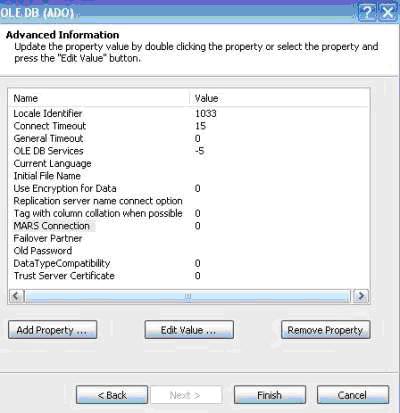 OLE DB (ADO)
Advanced Information
Update the property value by double clicking the property or select the property and
press the "Edit Value" button.
Name Value
Locale Identifier 1033
Connect Timeout 15
General Timeout 0
OLE DB Services -5
Current Language
Initial File Name
Use Encryption for Data 0
Replication server name connect option
Tag with column collation when possible 0
MARS Connection 0
Failover Partner
Old Password
DataTypeCompatibility 0
Trust Server Certificate 0
Add Property ... Edit Value ... Remove Property
< Back Next > Finish Cancel